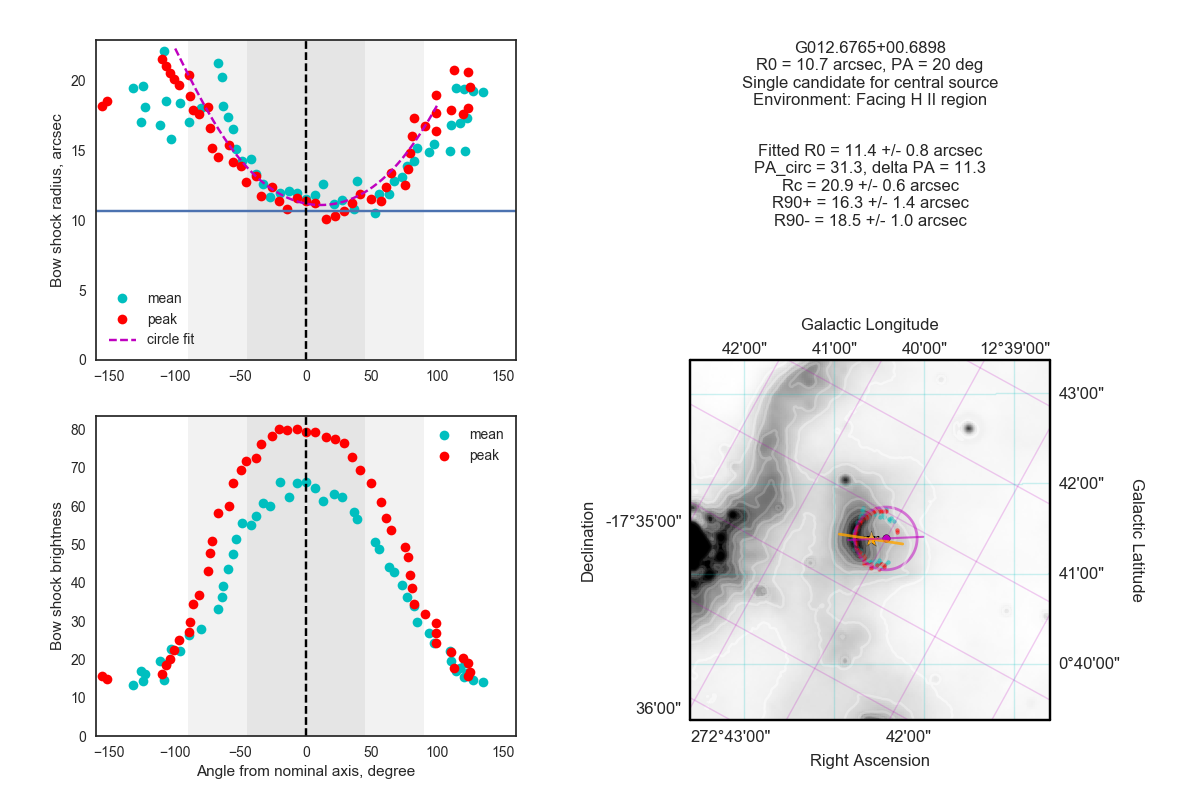 Bow shock radius, arcsec
20
15
10
5
0
mean
peak
circle fit
−150 −100 −50 0 50 100 150
G012.6765+00.6898
R0 = 10.7 arcsec, PA = 20 deg
Single candidate for central source
Environment: Facing H II region
Fitted R0 = 11.4 +/- 0.8 arcsec
PA_circ = 31.3, delta PA = 11.3
Rc = 20.9 +/- 0.6 arcsec
R90+ = 16.3 +/- 1.4 arcsec
R90- = 18.5 +/- 1.0 arcsec
Bow shock brightness
80
70
60
50
40
30
20
10
0
mean
peak
−150 −100 −50 0 50 100 150
Angle from nominal axis, degree
Galactic Longitude
42'00" 41'00" 40'00" 12°39'00"
43'00"
42'00"
41'00"
0°40'00"
Galactic Latitude
Declination
-17°35'00"
36'00"
272°43'00" 42'00"
Right Ascension